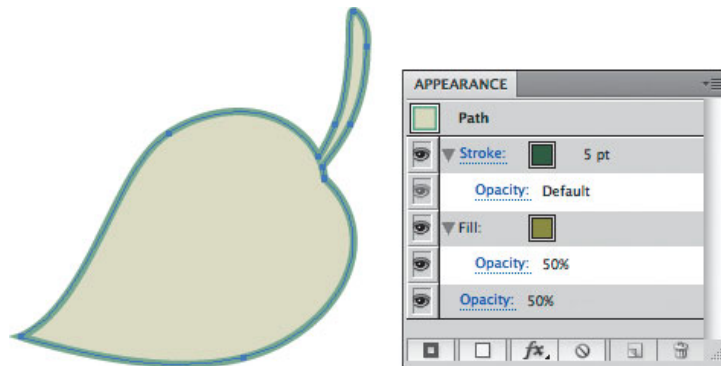 APPEARANCE
Path
Stroke: 5 pt
Opacity: Default
Fill:
Opacity: 50%
Opacity: 50%
fx